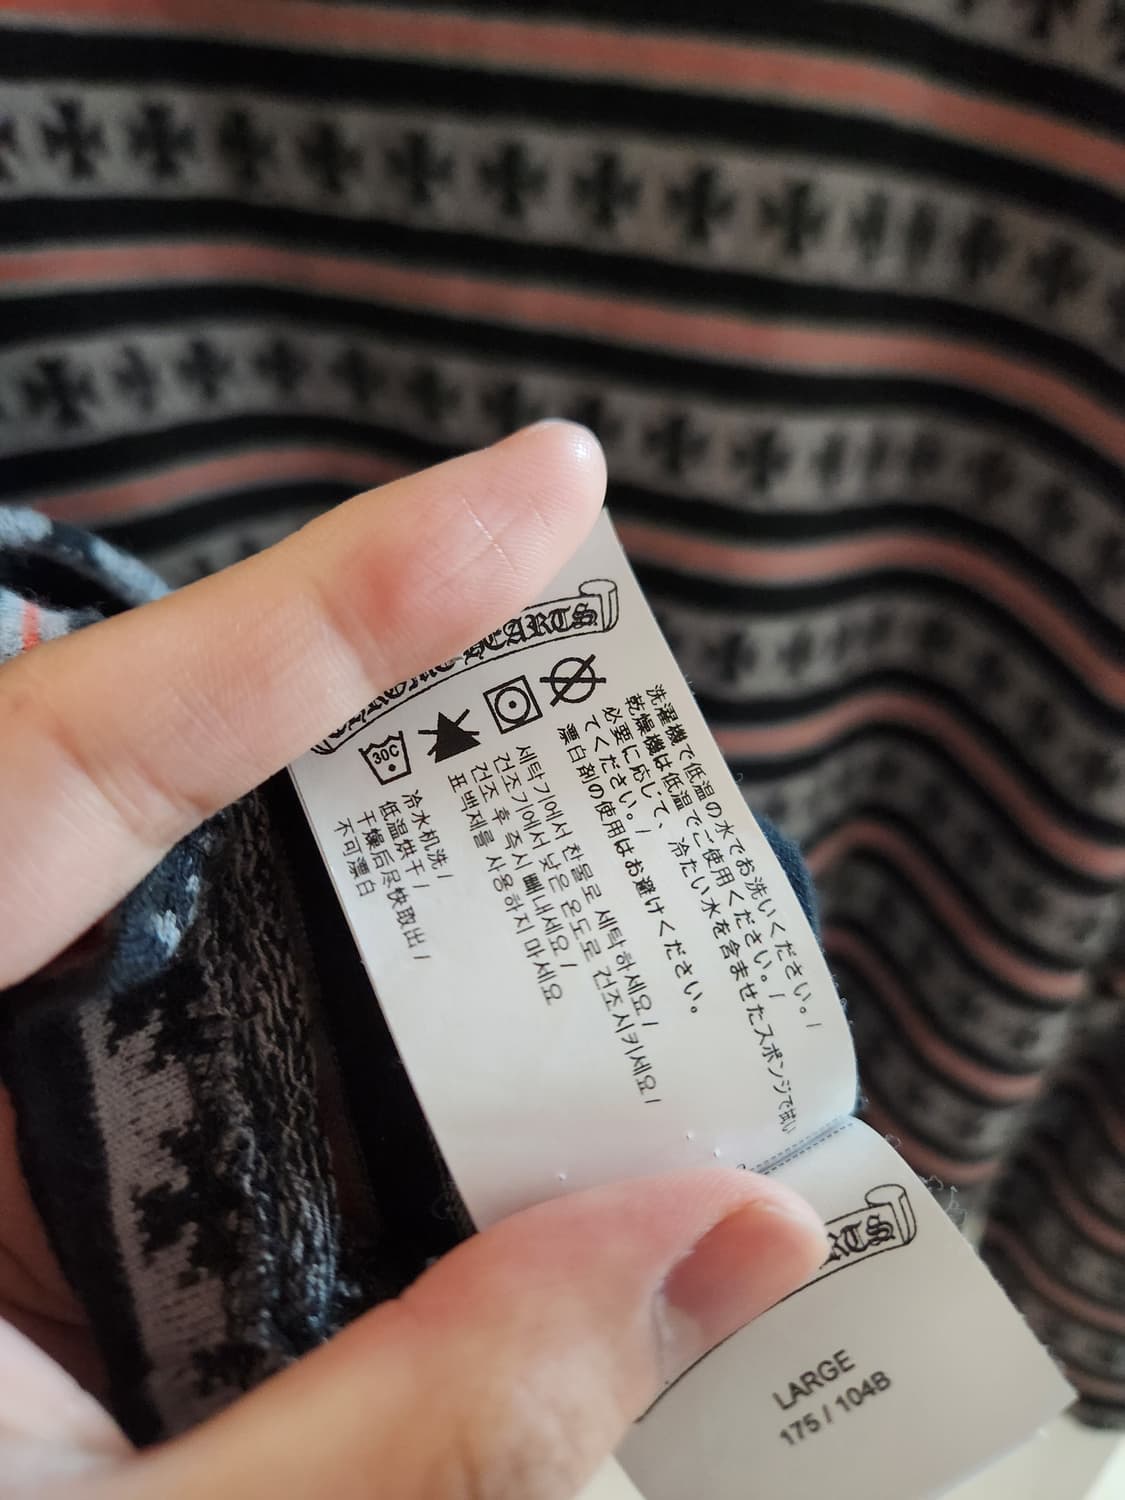 30C
洗濯機で低温の水でお洗いください。/
乾燥機は低温でご使用ください。/
必要に応じて、冷たい水を含ませたスポンジで拭い
てください。/
漂白剤の使用はお避けください。
세탁기에서 찬물로 세탁하세요 /
건조기에서 낮은 온도로 건조시키세요 /
건조 후 즉시 빼내세요 /
표백제를 사용하지 마세요
冷水机洗 /
低温烘干 /
干燥后尽快取出 /
不可漂白
LARGE
175 / 104B